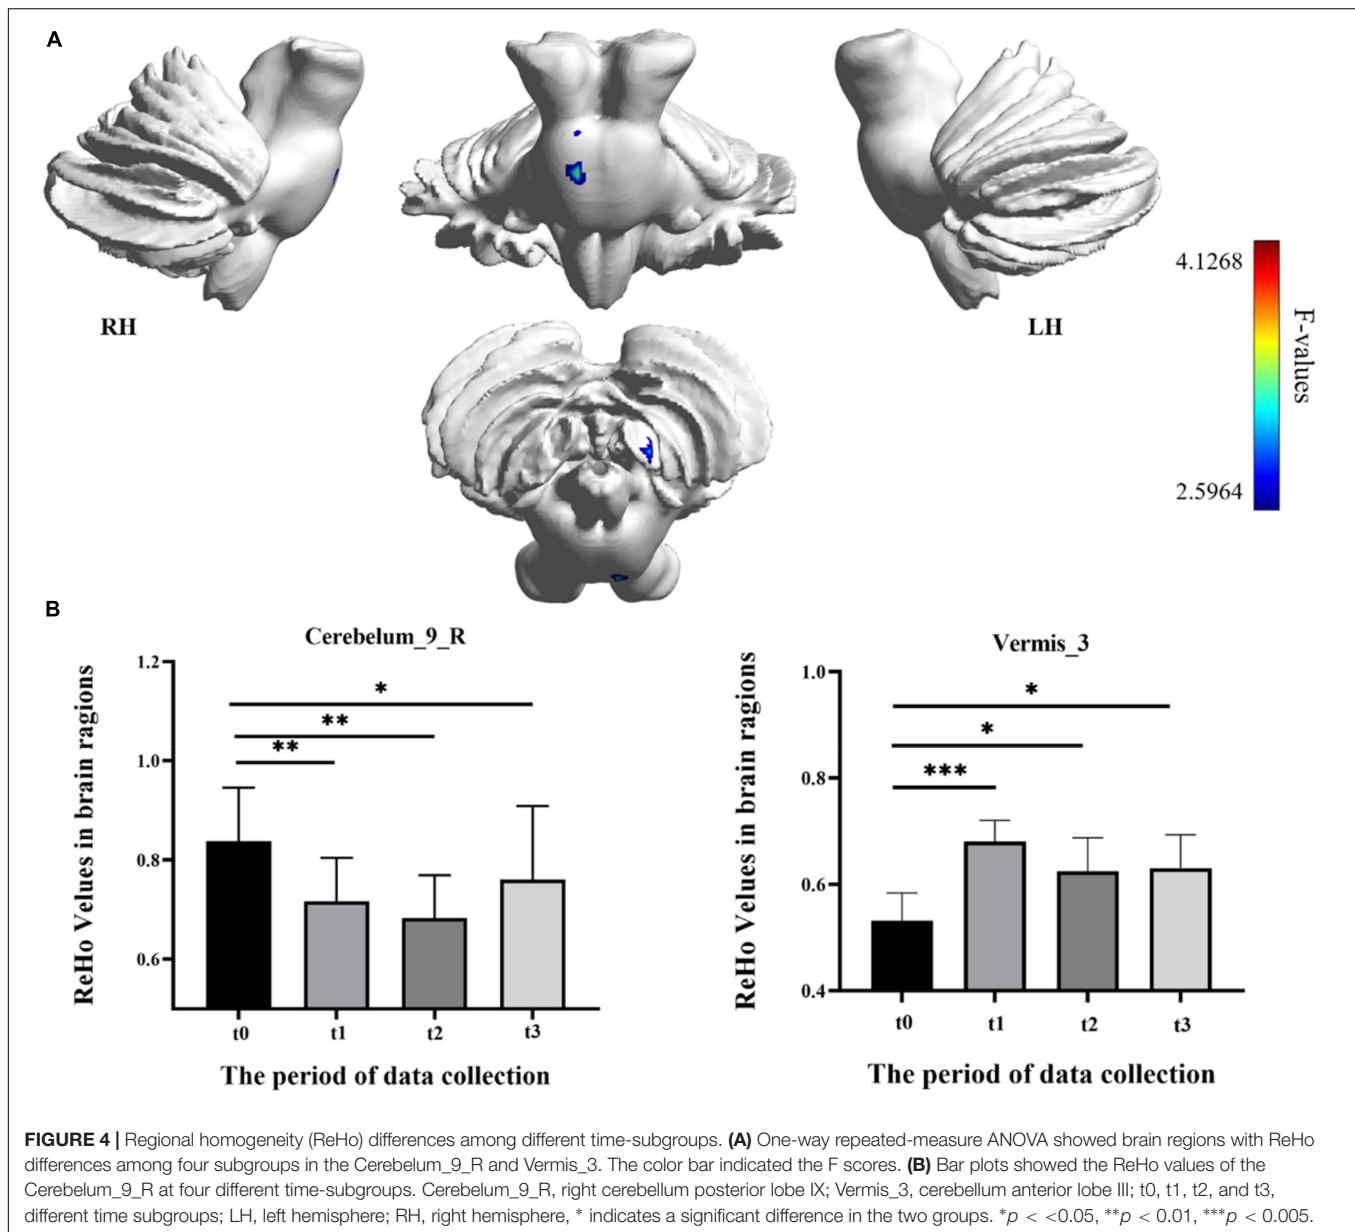 A
RH
LH
4.1268
2.5964
F-values
B
Cerebelum_9_R
ReHo Velues in brain ragions
1.2
1.0
0.8
0.6
*
**
**
t0 t1 t2 t3
The period of data collection
Vermis_3
ReHo Velues in brain ragions
1.0
0.8
0.6
0.4
*
*
***
t0 t1 t2 t3
The period of data collection
FIGURE 4 | Regional homogeneity (ReHo) differences among different time-subgroups. (A) One-way repeated-measure ANOVA showed brain regions with ReHo
differences among four subgroups in the Cerebelum_9_R and Vermis_3. The color bar indicated the F scores. (B) Bar plots showed the ReHo values of the
Cerebelum_9_R at four different time-subgroups. Cerebelum_9_R, right cerebellum posterior lobe IX; Vermis_3, cerebellum anterior lobe III; t0, t1, t2, and t3,
different time subgroups; LH, left hemisphere; RH, right hemisphere, * indicates a significant difference in the two groups. *p < <0.05, **p < 0.01, ***p < 0.005.